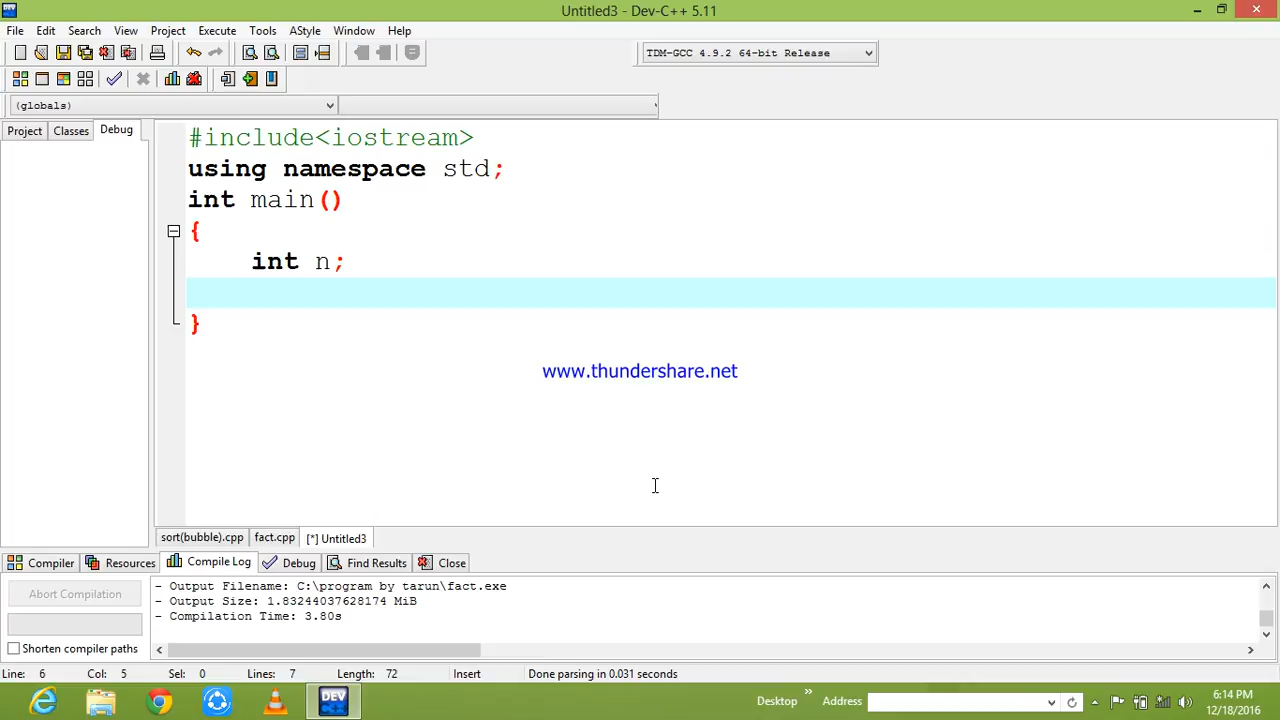 Untitled3 - Dev-C++ 5.11
File Edit Search View Project Execute Tools AStyle Window Help
TDM-GCC 4.9.2 64-bit Release
(globals)
Project Classes Debug
#include<iostream>
using namespace std;
int main()
{
int n;
}
www.thundershare.net
sort(bubble).cpp fact.cpp [*] Untitled3
Compiler Resources Compile Log Debug Find Results Close
Abort Compilation
Shorten compiler paths
- Output Filename: C:\program by tarun\fact.exe
- Output Size: 1.83244037628174 MiB
- Compilation Time: 3.80s
Line: 6 Col: 5 Sel: 0 Lines: 7 Length: 72 Insert Done parsing in 0.031 seconds
DEV C++
Desktop » Address
6:14 PM
12/18/2016